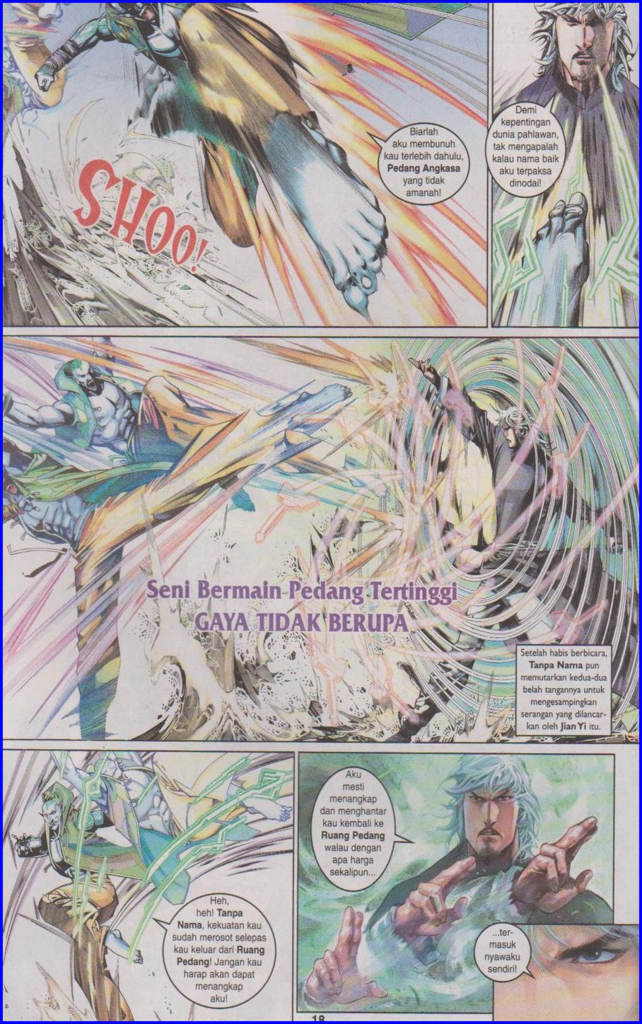 Biarlah
aku membunuh
kau terlebih dahulu,
Pedang Angkasa
yang tidak
amanah!
SHOO!
Demi
kepentingan
dunia pahlawan,
tak mengapalah
kalau nama baik
aku terpaksa
dinodai!
Seni Bermain Pedang Tertinggi
GAYA TIDAK BERUPA
Setelah habis berbicara,
Tanpa Nama pun
memutarkan kedua-dua
belah tangannya untuk
mengesampingkan
serangan yang dilancar-
kan oleh Jian Yi itu.
Heh,
heh! Tanpa
Nama, kekuatan kau
sudah merosot selepas
kau keluar dari Ruang
Pedang! Jangan kau
harap akan dapat
menangkap
aku!
Aku
mesti
menangkap
dan menghantar
kau kembali ke
Ruang Pedang
walau dengan
apa harga
sekalipun...
...ter-
masuk
nyawaku
sendiri!
18